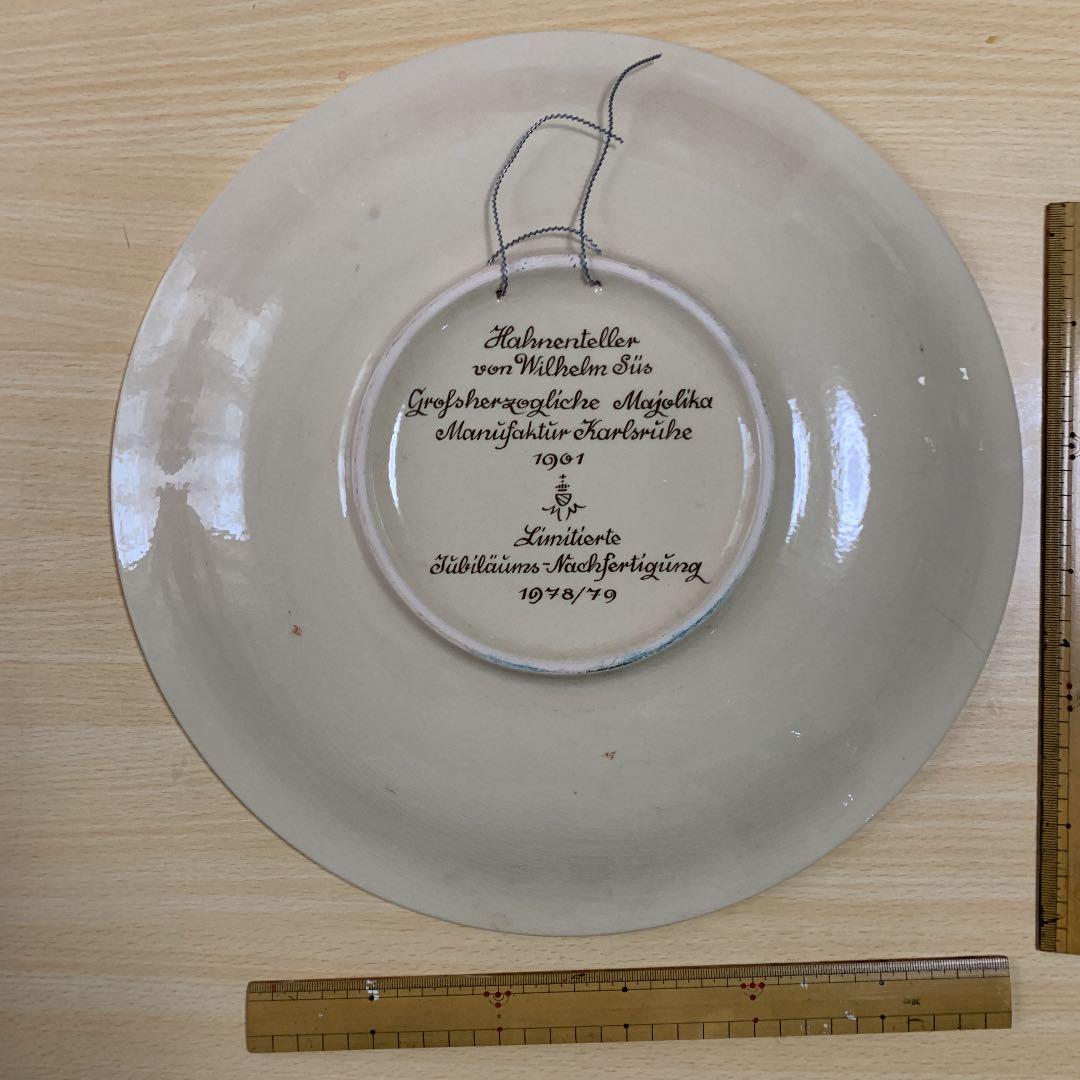 Hahnenteller
von Wilhelm Süs
Großherzogliche Majolika
Manufaktur Karlsruhe
1901
Limitierte
Jubiläums-Nachfertigung
1978/79